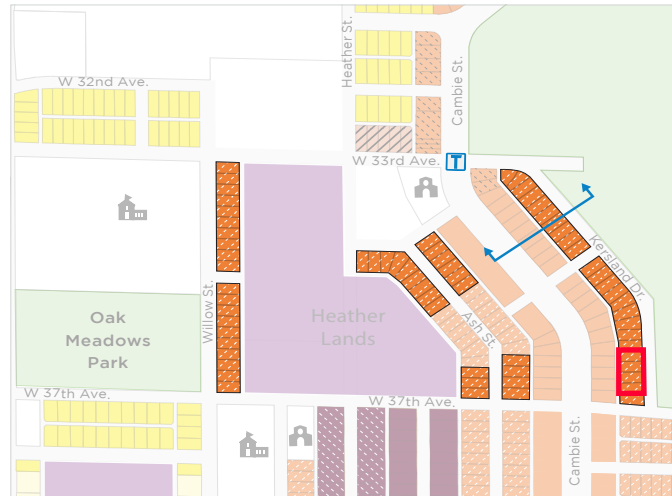 Heather St.
Cambie St.
W 32nd Ave.
W 33rd Ave.
T
Kersland Dr.
Willow St.
Oak
Meadows
Park
Heather
Lands
Ash St.
W 37th Ave.
W 37th Ave.
Cambie St.